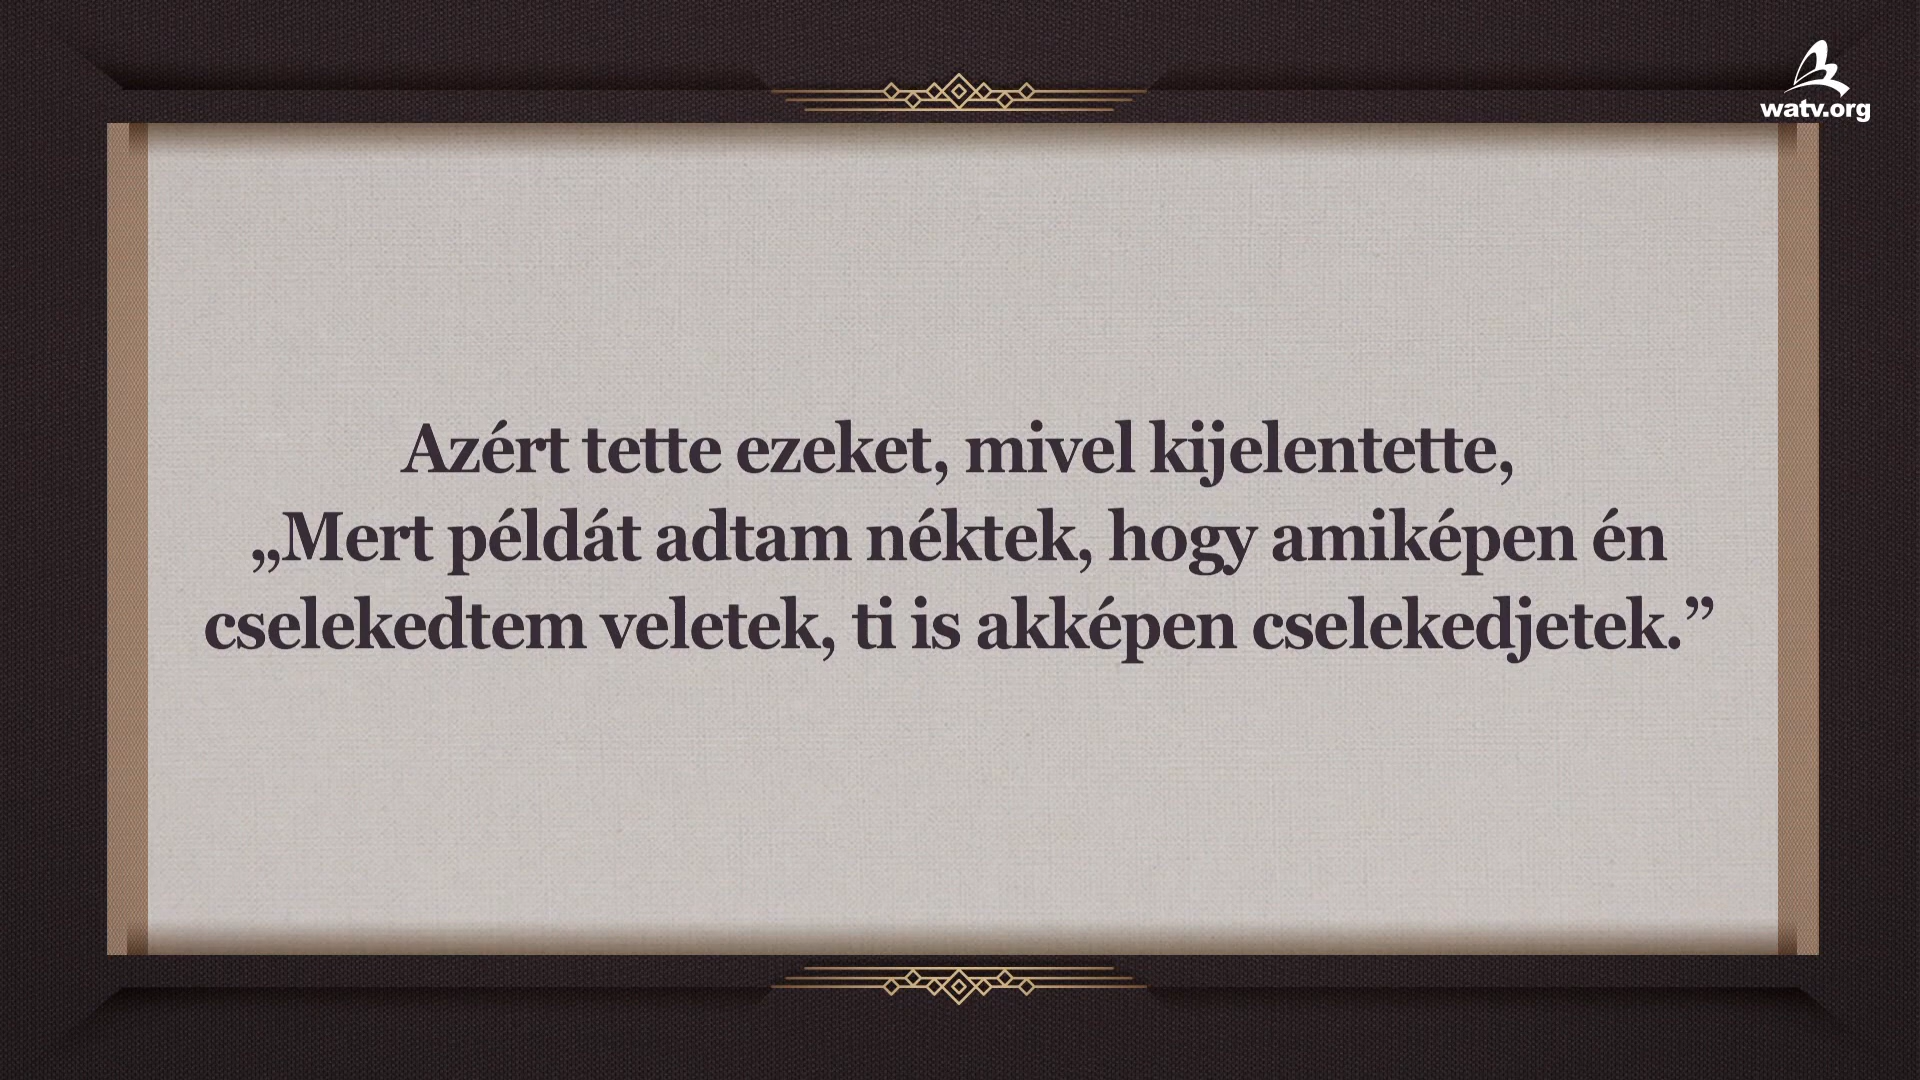 watv.org
Azért tette ezeket, mivel kijelentette,
„Mert példát adtam néktek, hogy amiképen én
cselekedtem veletek, ti is akképen cselekedjetek.”